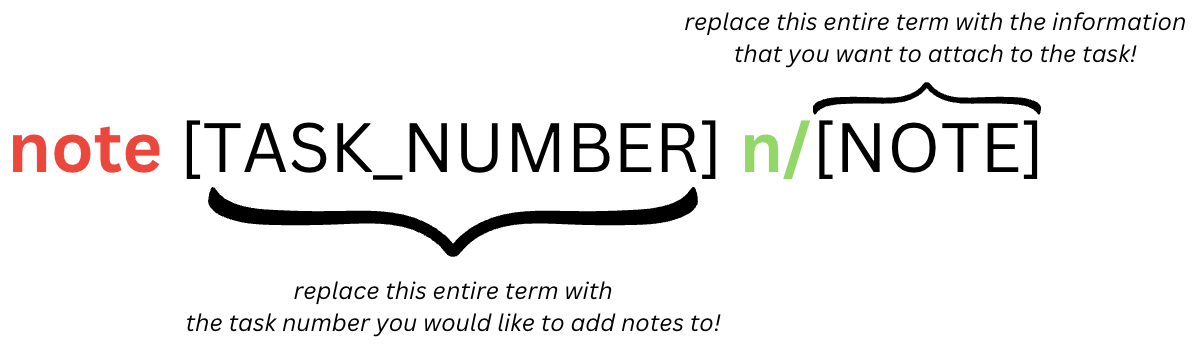 replace this entire term with the information
that you want to attach to the task!
note [TASK_NUMBER] n/[NOTE]
replace this entire term with
the task number you would like to add notes to!